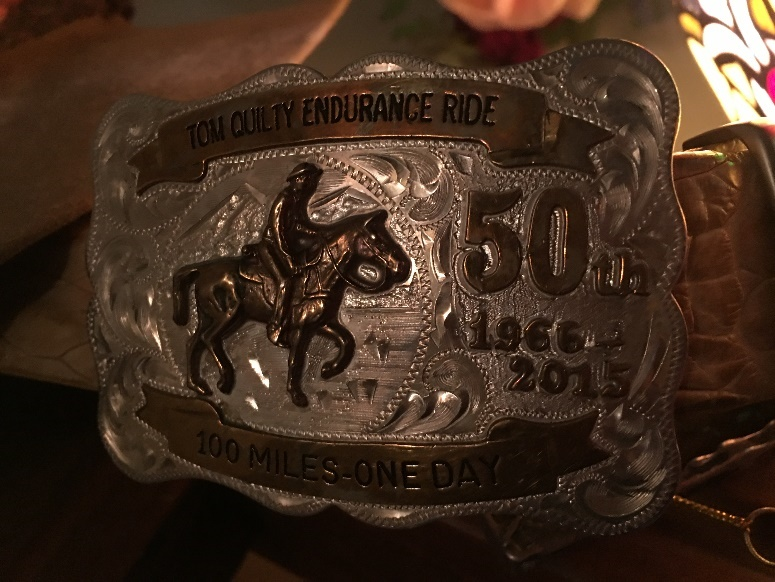 TOM QUILTY ENDURANCE RIDE
50th
1966-
2015
100 MILES-ONE DAY